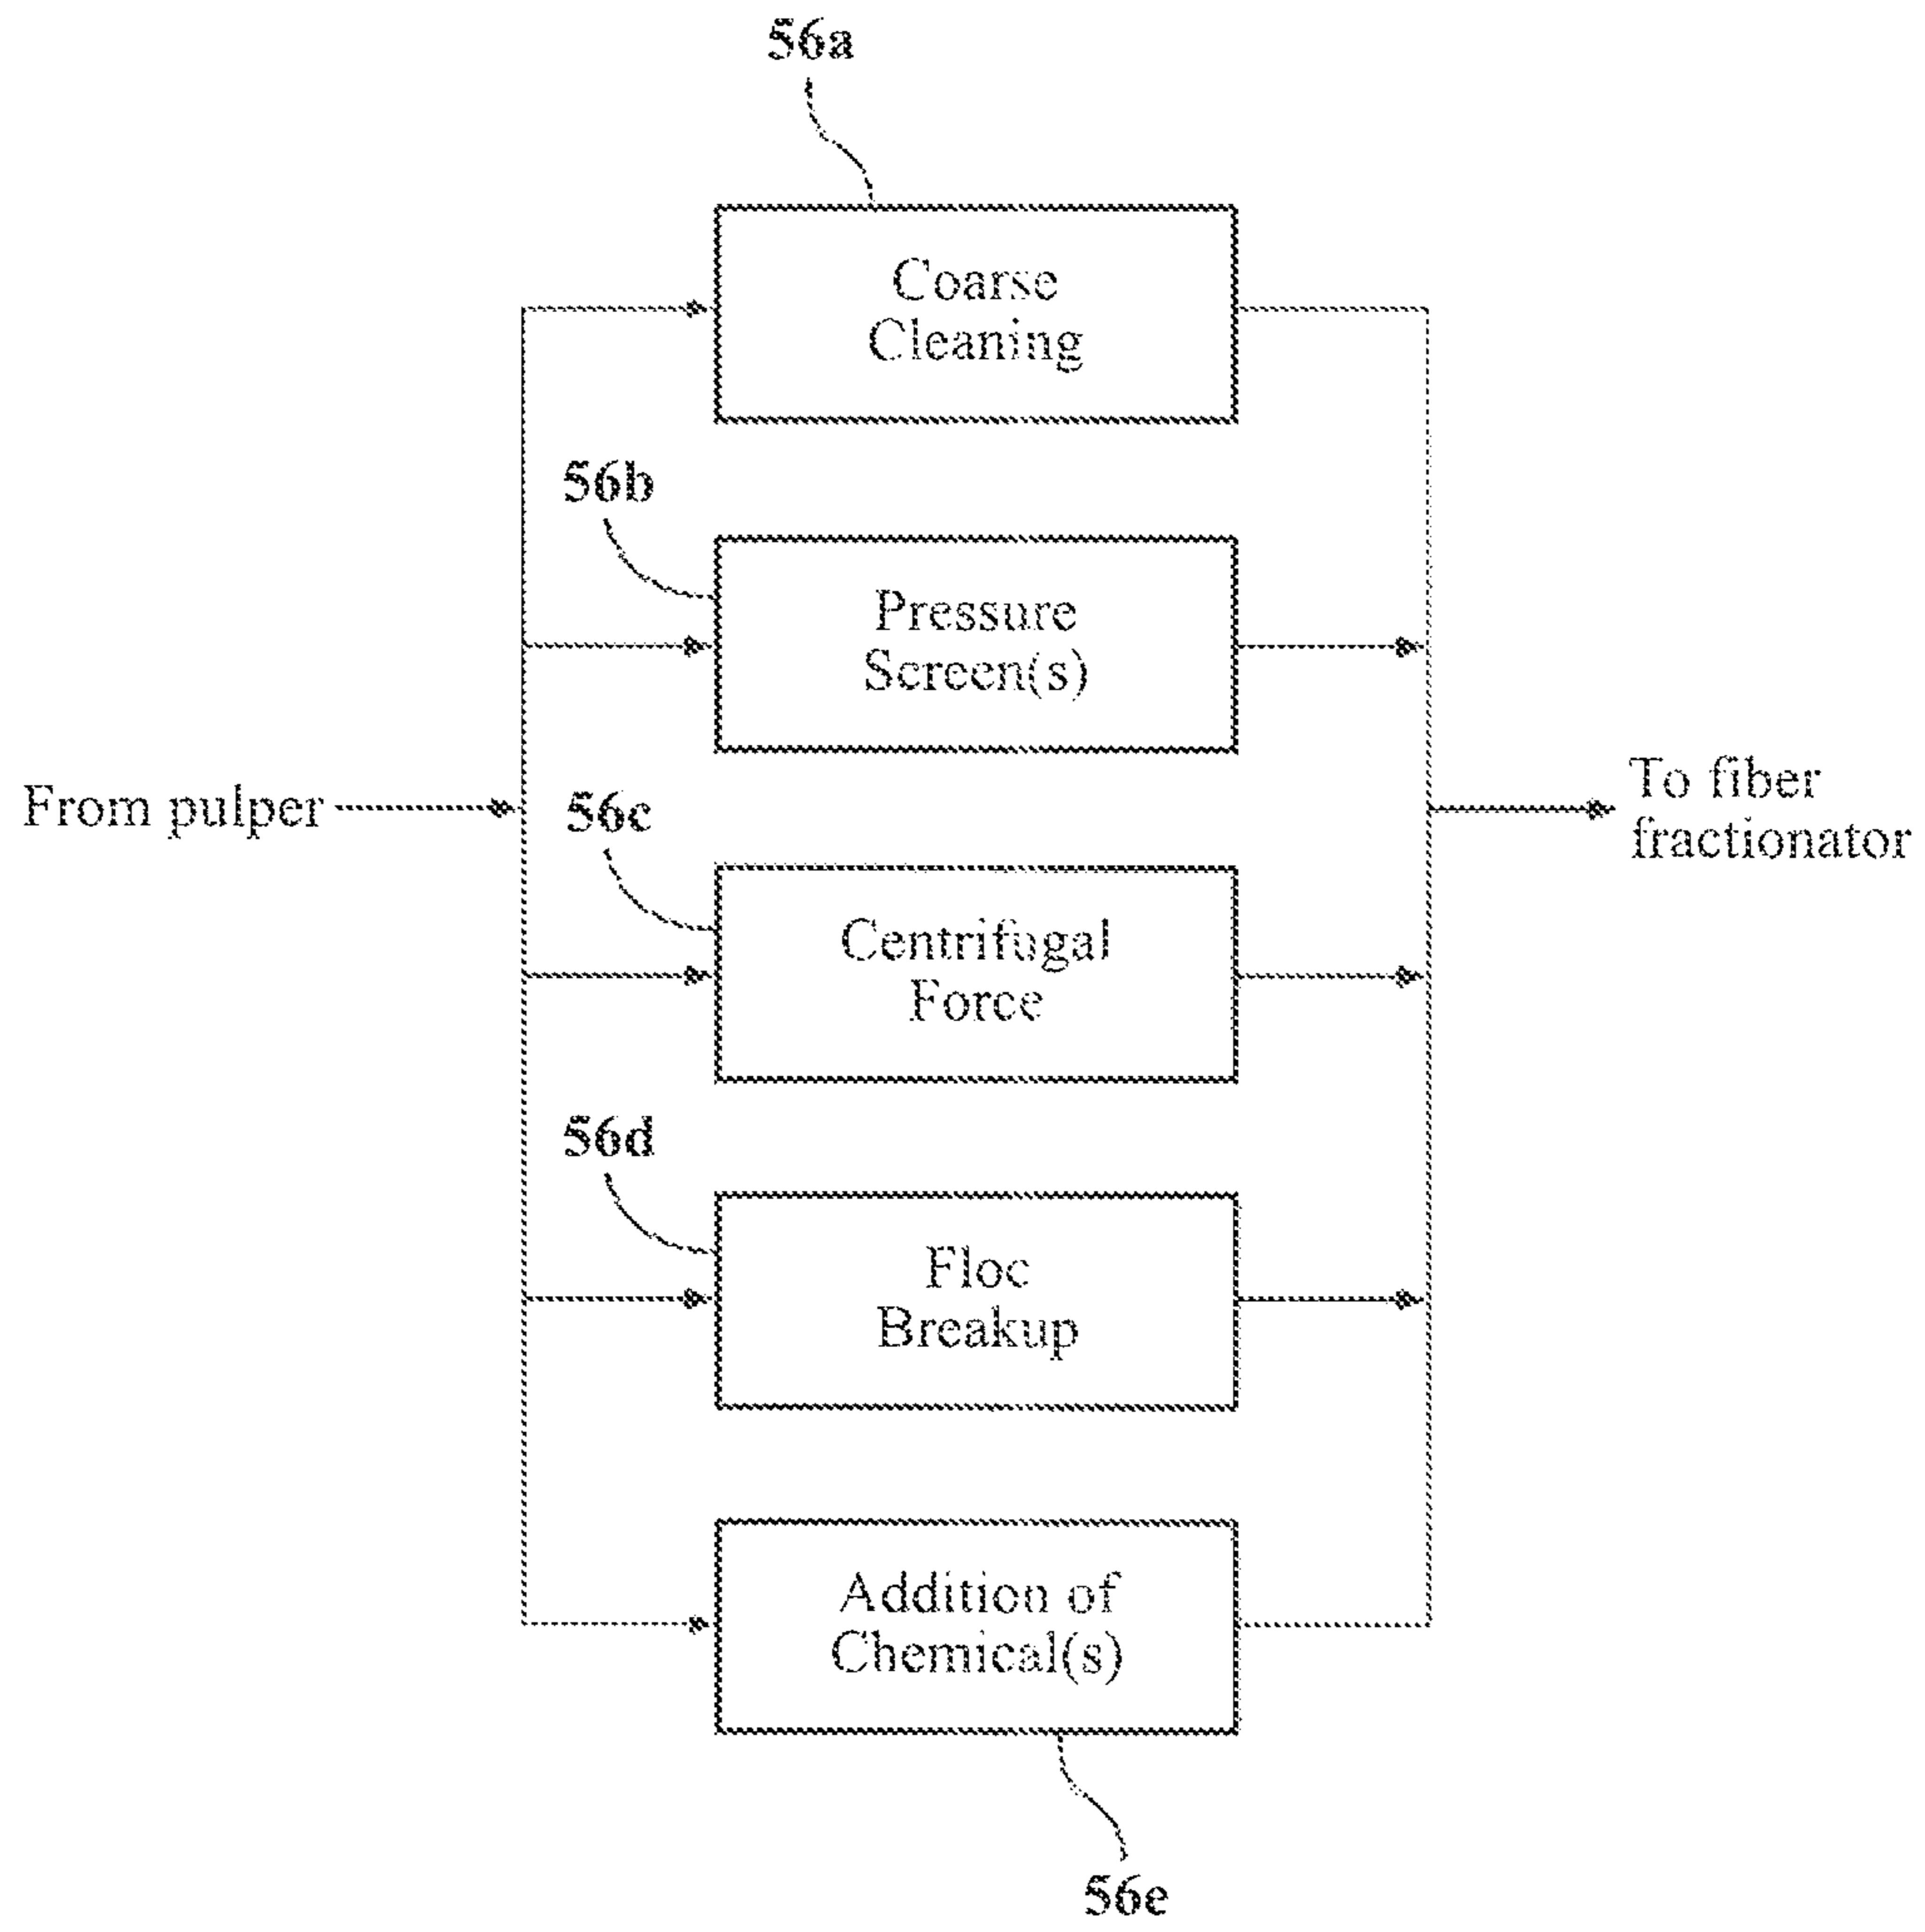 56a
Coarse
Cleaning
56b
Pressure
Screen(s)
From pulper
To fiber
fractionator
56c
Centrifugal
Force
56d
Floc
Breakup
Addition of
Chemical(s)
56e